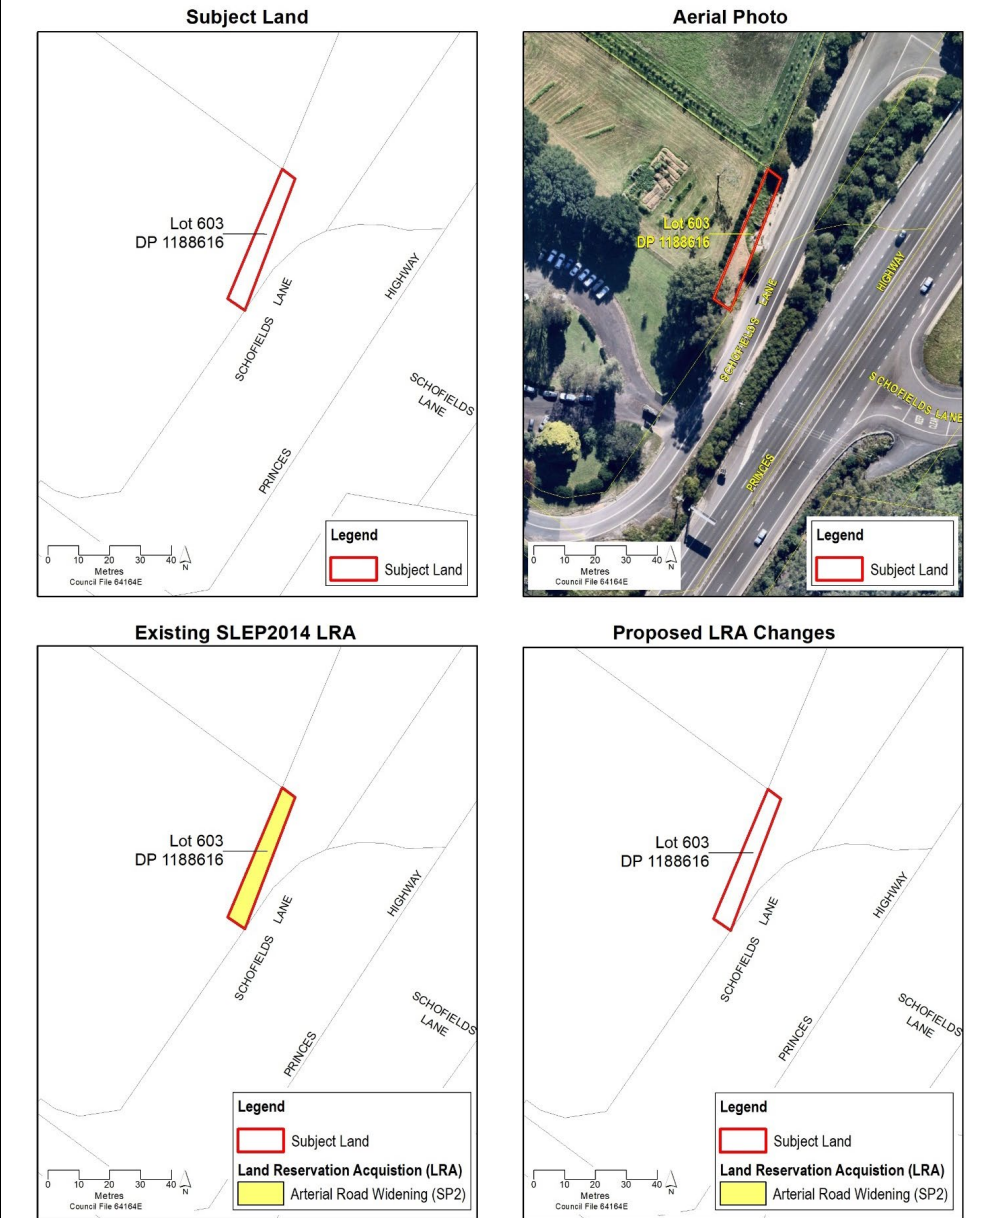 Subject Land
Lot 603
DP 1188616
SCHOFIELDS LANE
HIGHWAY
PRINCES
SCHOFIELDS
LANE
0 10 20 30 40
Metres
Council File 64164E
N
Legend
Subject Land
Aerial Photo
Lot 603
DP 1188616
SCHOFIELDS LANE
HIGHWAY
PRINCES
SCHOFIELDS LANE
0 10 20 30 40
Metres
Council File 64164E
N
Legend
Subject Land
Existing SLEP2014 LRA
Lot 603
DP 1188616
SCHOFIELDS LANE
HIGHWAY
PRINCES
SCHOFIELDS
LANE
0 10 20 30 40
Metres
Council File 64164E
N
Legend
Subject Land
Land Reservation Acquistion (LRA)
Arterial Road Widening (SP2)
Proposed LRA Changes
Lot 603
DP 1188616
SCHOFIELDS LANE
HIGHWAY
PRINCES
SCHOFIELDS
LANE
0 10 20 30 40
Metres
Council File 64164E
N
Legend
Subject Land
Land Reservation Acquistion (LRA)
Arterial Road Widening (SP2)